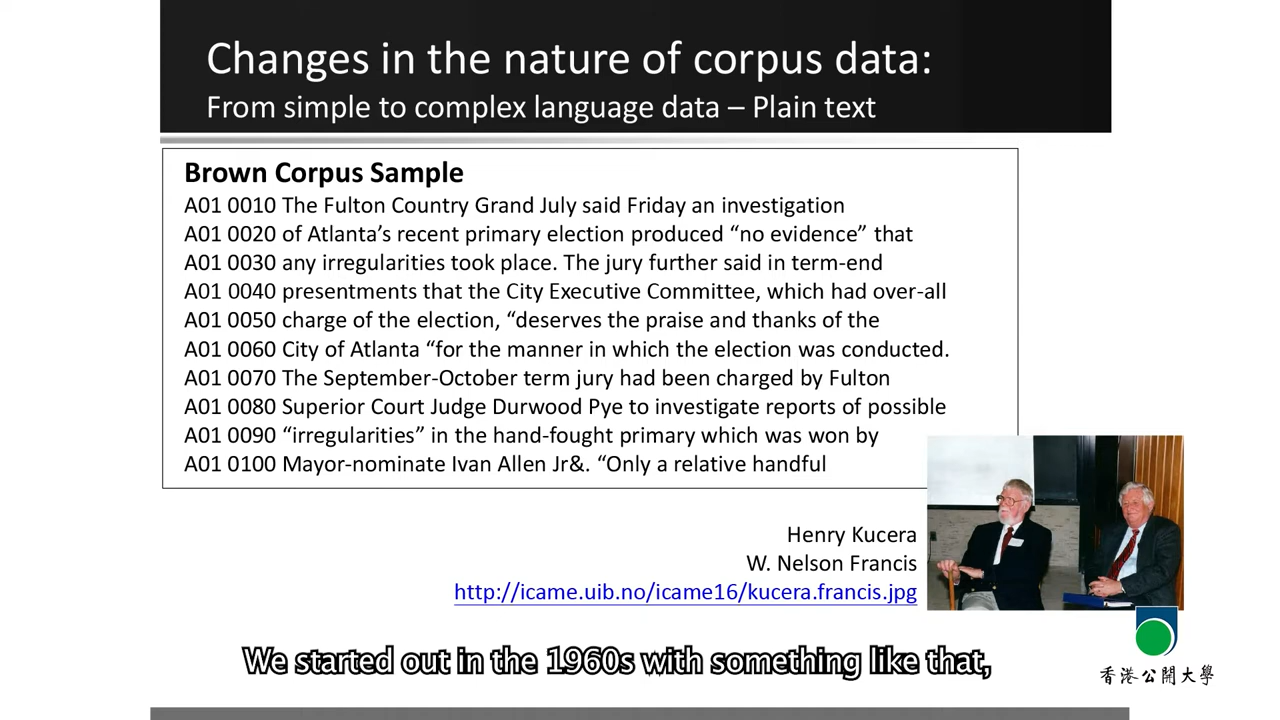 Changes in the nature of corpus data:
From simple to complex language data – Plain text
Brown Corpus Sample
A01 0010 The Fulton Country Grand July said Friday an investigation
A01 0020 of Atlanta’s recent primary election produced “no evidence” that
A01 0030 any irregularities took place. The jury further said in term-end
A01 0040 presentments that the City Executive Committee, which had over-all
A01 0050 charge of the election, “deserves the praise and thanks of the
A01 0060 City of Atlanta “for the manner in which the election was conducted.
A01 0070 The September-October term jury had been charged by Fulton
A01 0080 Superior Court Judge Durwood Pye to investigate reports of possible
A01 0090 “irregularities” in the hand-fought primary which was won by
A01 0100 Mayor-nominate Ivan Allen Jr&. “Only a relative handful
Henry Kucera
W. Nelson Francis
http://icame.uib.no/icame16/kucera.francis.jpg
We started out in the 1960s with something like that,
香港公開大學